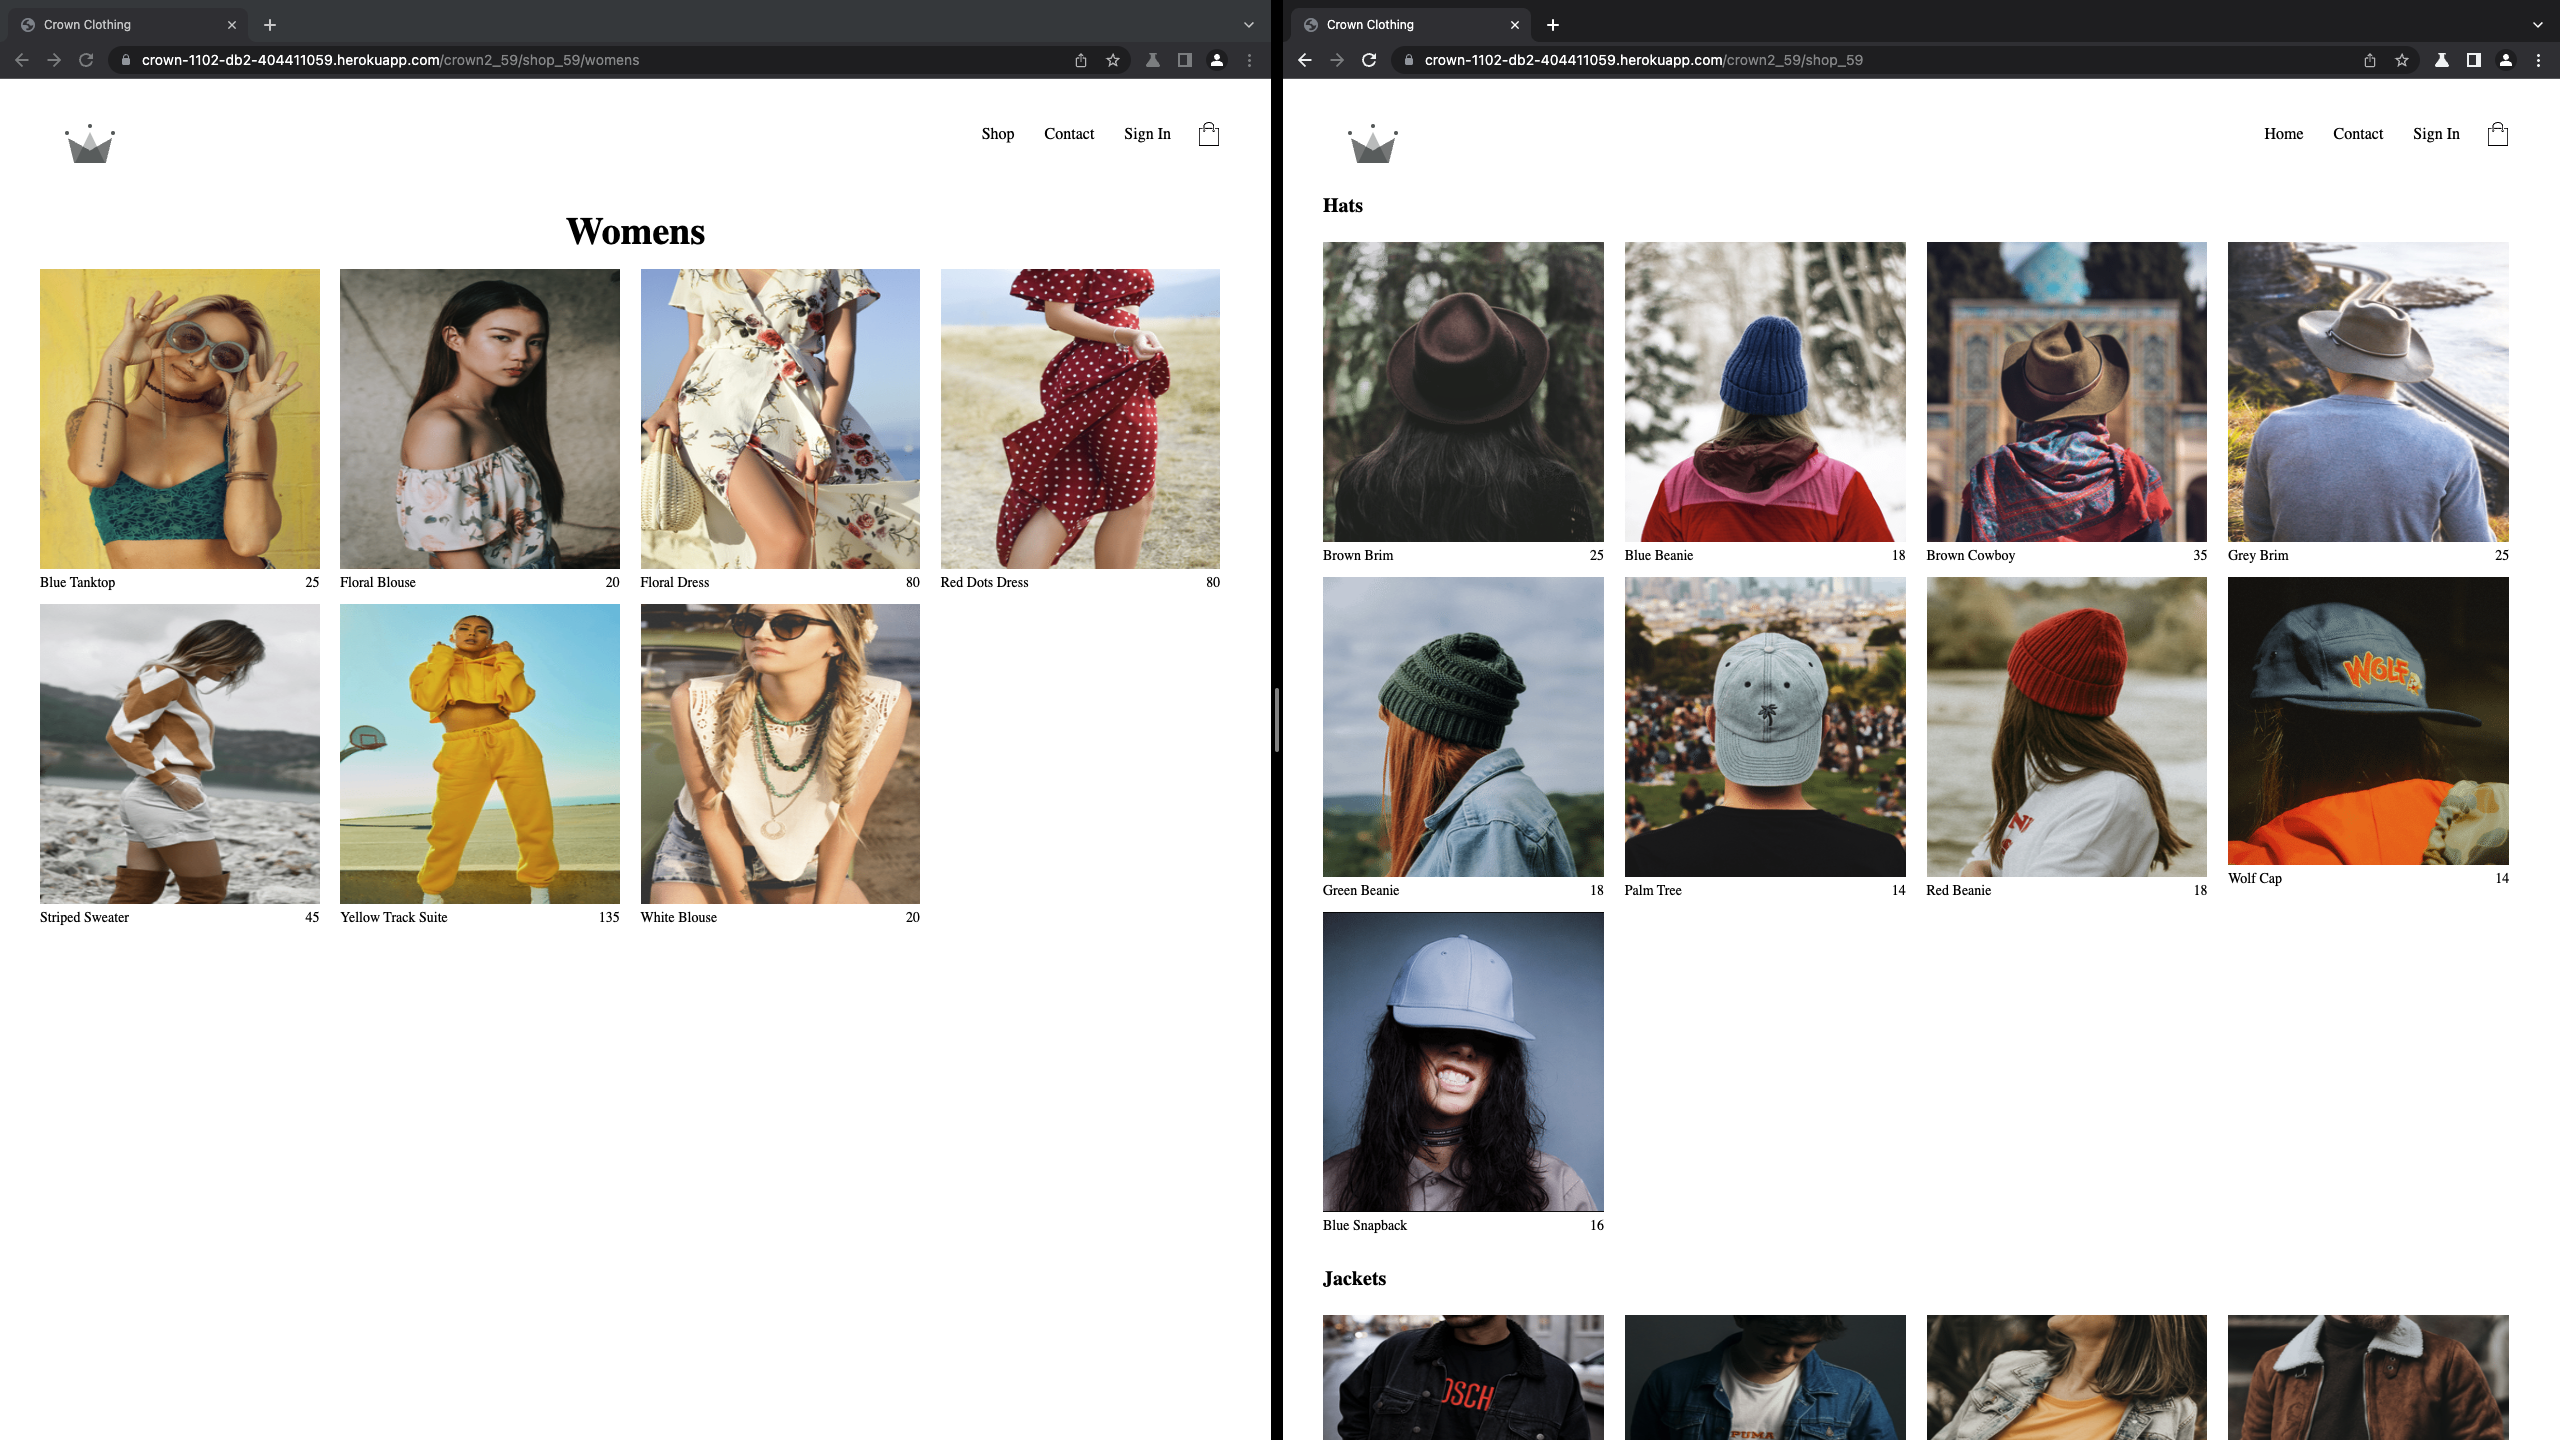 Crown Clothing
crown-1102-db2-404411059.herokuapp.com/crown2_59/shop_59/womens
Shop Contact Sign In
Womens
Blue Tanktop 25
Floral Blouse 20
Floral Dress 80
Red Dots Dress 80
Striped Sweater 45
Yellow Track Suite 135
White Blouse 20
Crown Clothing
crown-1102-db2-404411059.herokuapp.com/crown2_59/shop_59
Home Contact Sign In
Hats
Brown Brim 25
Blue Beanie 18
Brown Cowboy 35
Grey Brim 25
WOLF
Green Beanie 18
Palm Tree 14
Red Beanie 18
Wolf Cap 14
Blue Snapback 16
Jackets
OSCH
PUMA